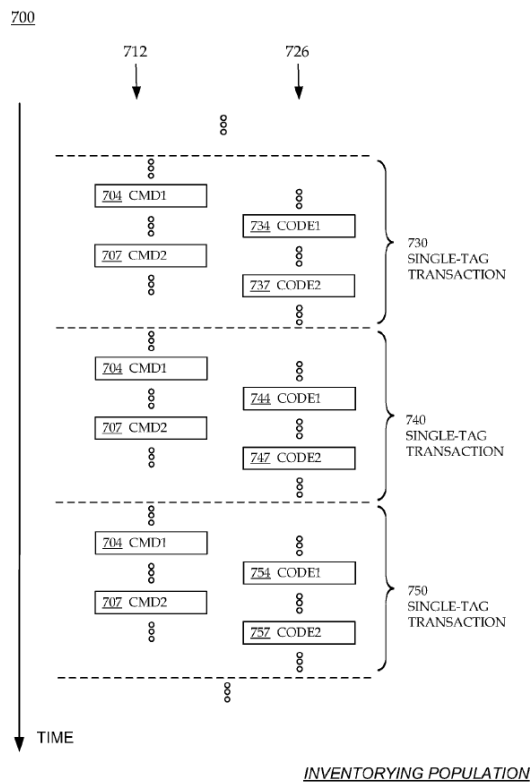 700
712 726
704 CMD1
734 CODE1
707 CMD2
737 CODE2
730
SINGLE-TAG
TRANSACTION
704 CMD1
744 CODE1
707 CMD2
747 CODE2
740
SINGLE-TAG
TRANSACTION
704 CMD1
754 CODE1
707 CMD2
757 CODE2
750
SINGLE-TAG
TRANSACTION
TIME
INVENTORYING POPULATION